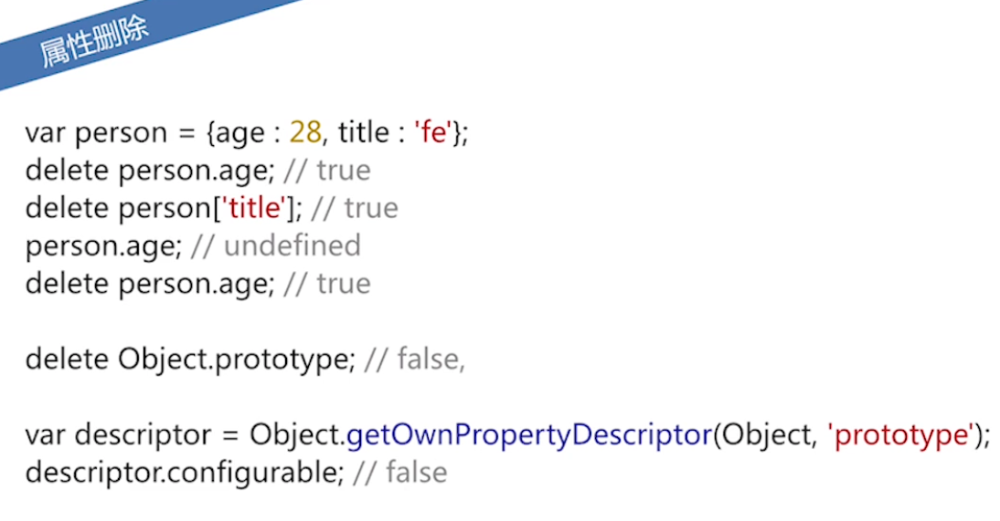 属性删除
var person = {age : 28, title : 'fe'};
delete person.age; // true
delete person['title']; // true
person.age; // undefined
delete person.age; // true
delete Object.prototype; // false,
var descriptor = Object.getOwnPropertyDescriptor(Object, 'prototype');
descriptor.configurable; // false